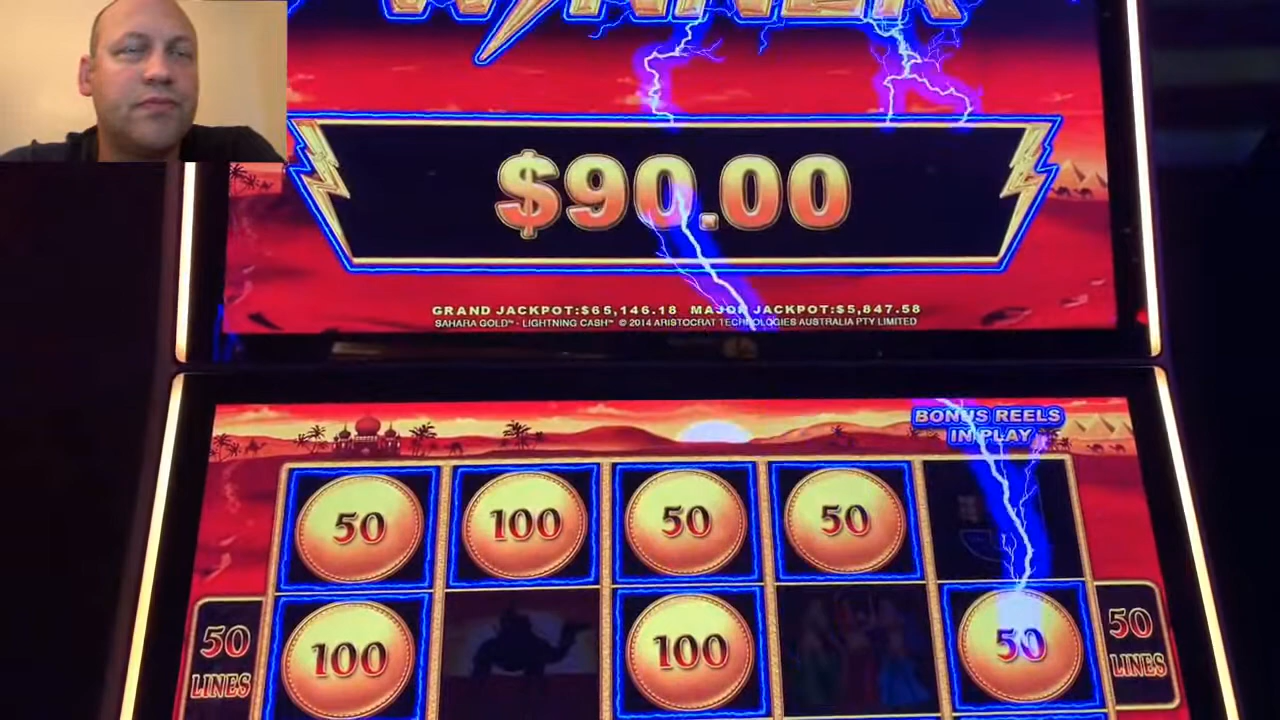 WINNER
$90.00
GRAND JACKPOT:$65,146.18 MAJOR JACKPOT:$5,847.58
SAHARA GOLD™ - LIGHTNING CASH™ © 2014 ARISTOCRAT TECHNOLOGIES AUSTRALIA PTY LIMITED
BONUS REELS
IN PLAY
50 100 50 50
50
LINES
100 100 50
50
LINES